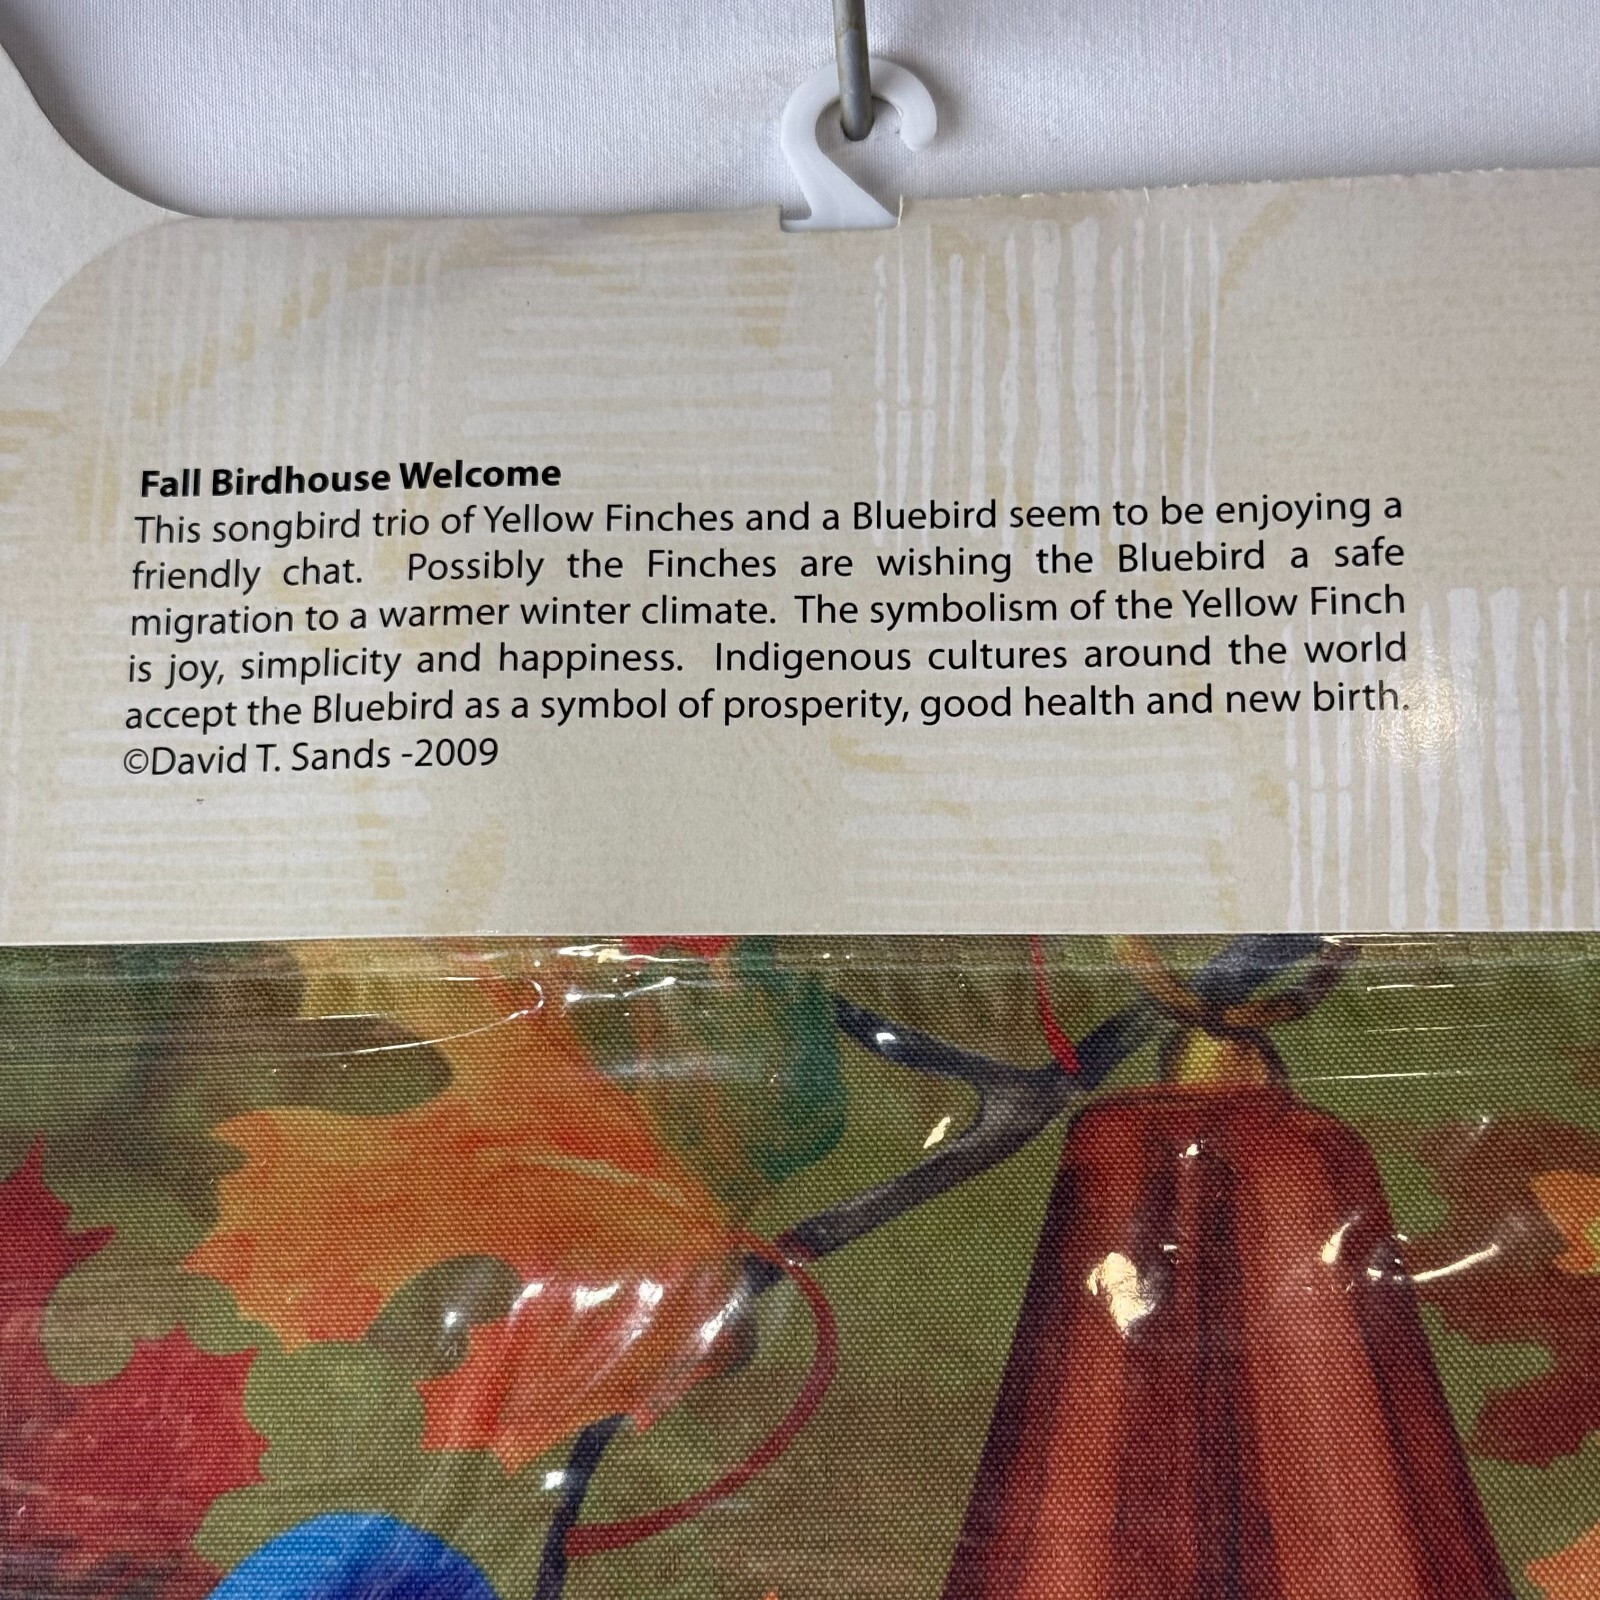 Fall Birdhouse Welcome
This songbird trio of Yellow Finches and a Bluebird seem to be enjoying a
friendly chat. Possibly the Finches are wishing the Bluebird a safe
migration to a warmer winter climate. The symbolism of the Yellow Finch
is joy, simplicity and happiness. Indigenous cultures around the world
accept the Bluebird as a symbol of prosperity, good health and new birth.
©David T. Sands -2009